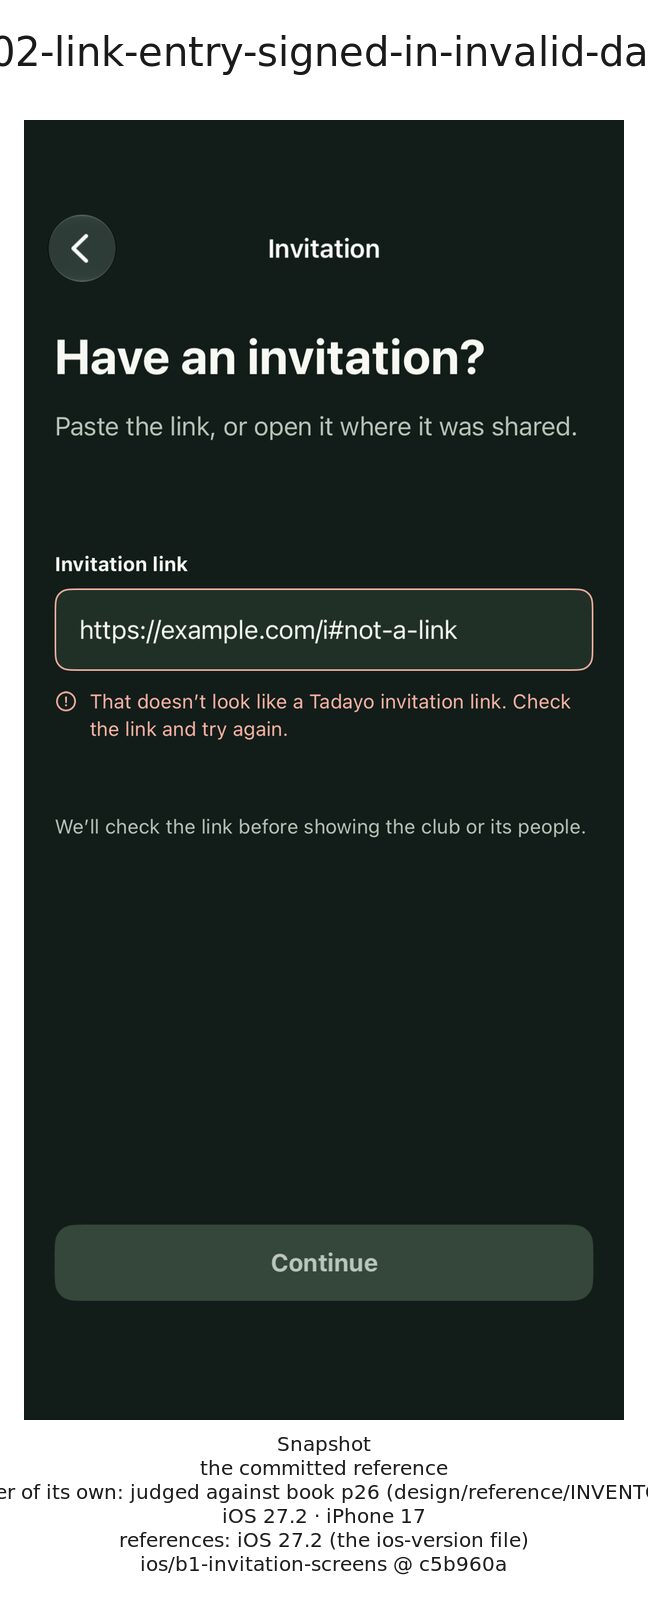 02-link-entry-signed-in-invalid-da
Invitation
Have an invitation?
Paste the link, or open it where it was shared.
Invitation link
https://example.com/i#not-a-link
That doesn’t look like a Tadayo invitation link. Check
the link and try again.
We’ll check the link before showing the club or its people.
Continue
Snapshot
the committed reference
er of its own: judged against book p26 (design/reference/INVENTO
iOS 27.2 · iPhone 17
references: iOS 27.2 (the ios-version file)
ios/b1-invitation-screens @ c5b960a